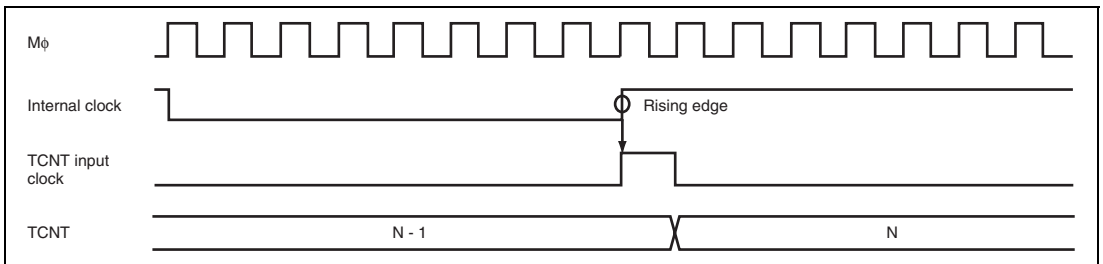 Mϕ
Internal clock
Rising edge
TCNT input
clock
TCNT
N - 1
N